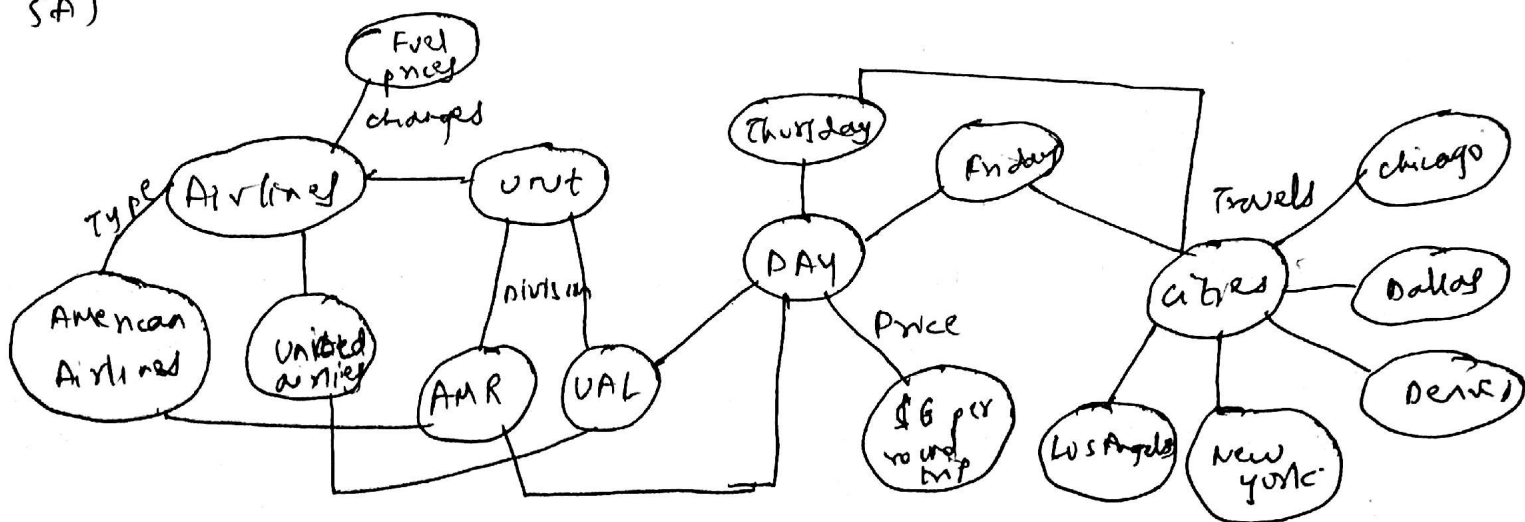 5A)
Fuel
prices
changes
Airlines
Unit
Type
American
Airlines
United
airlines
Division
AMR
UAL
Thursday
Friday
DAY
Price
$6 per
round
trip
Travels
Cities
Chicago
Dallas
Denver
Los Angels
New
york